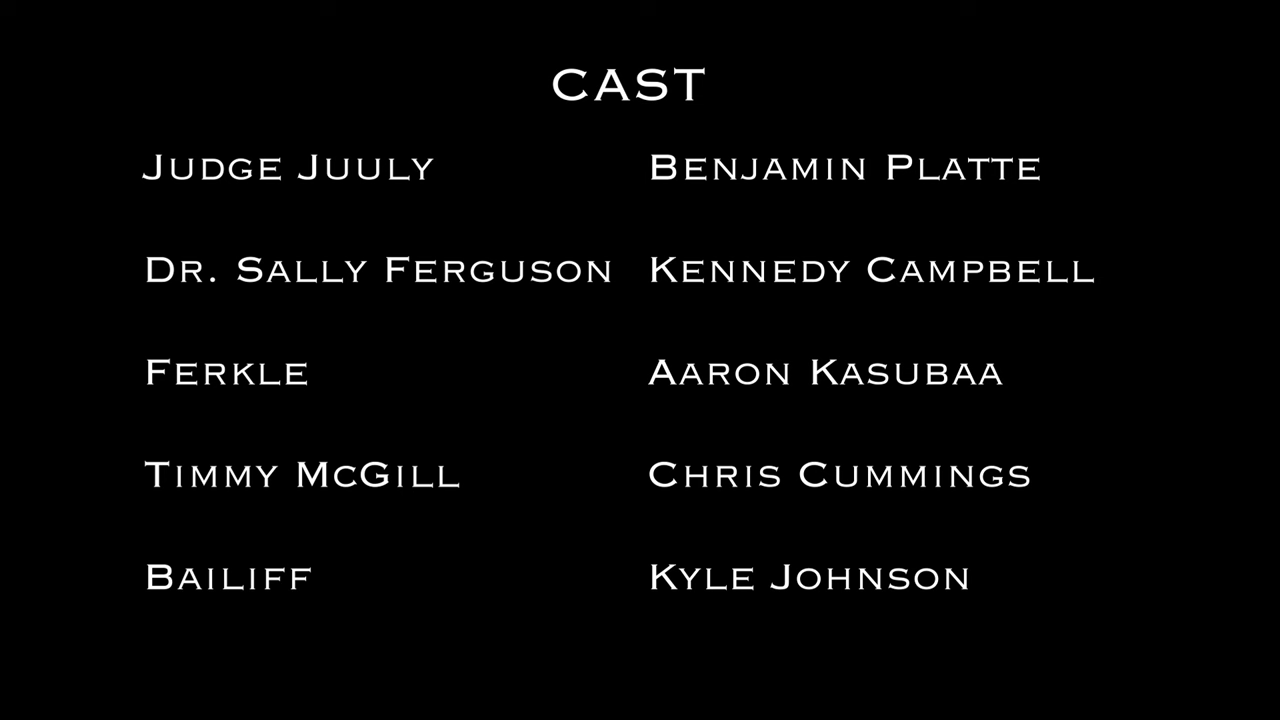 CAST
Judge Juuly Benjamin Platte
Dr. Sally Ferguson Kennedy Campbell
Ferkle Aaron Kasubaa
Timmy McGill Chris Cummings
Bailiff Kyle Johnson